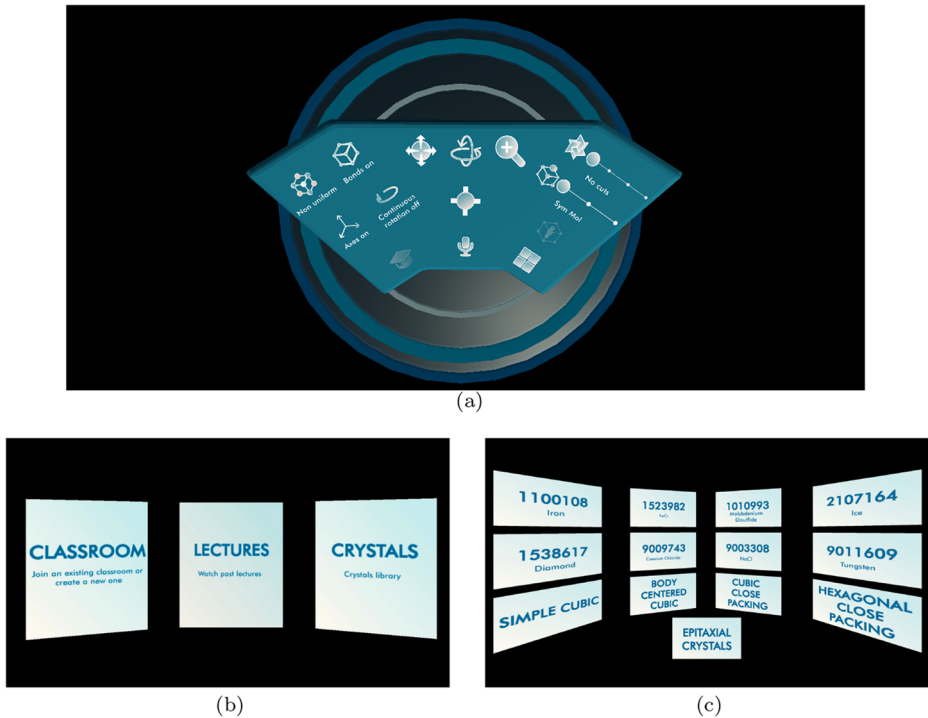 Bonds on
Non uniform
Continuous
rotation off
Axes on
No cuts
Sym Mol
(a)
CLASSROOM
Join an existing classroom or
create a new one
LECTURES
Watch past lectures
CRYSTALS
Crystals library
(b)
1100108
Iron
1523982
1010993
Molybdenium
Disulfide
2107164
Ice
1538617
Diamond
9009743
Caesium Chloride
9003308
NaCl
9011609
Tungsten
SIMPLE CUBIC
BODY
CENTERED
CUBIC
CUBIC
CLOSE
PACKING
HEXAGONAL
CLOSE
PACKING
EPITAXIAL
CRYSTALS
(c)